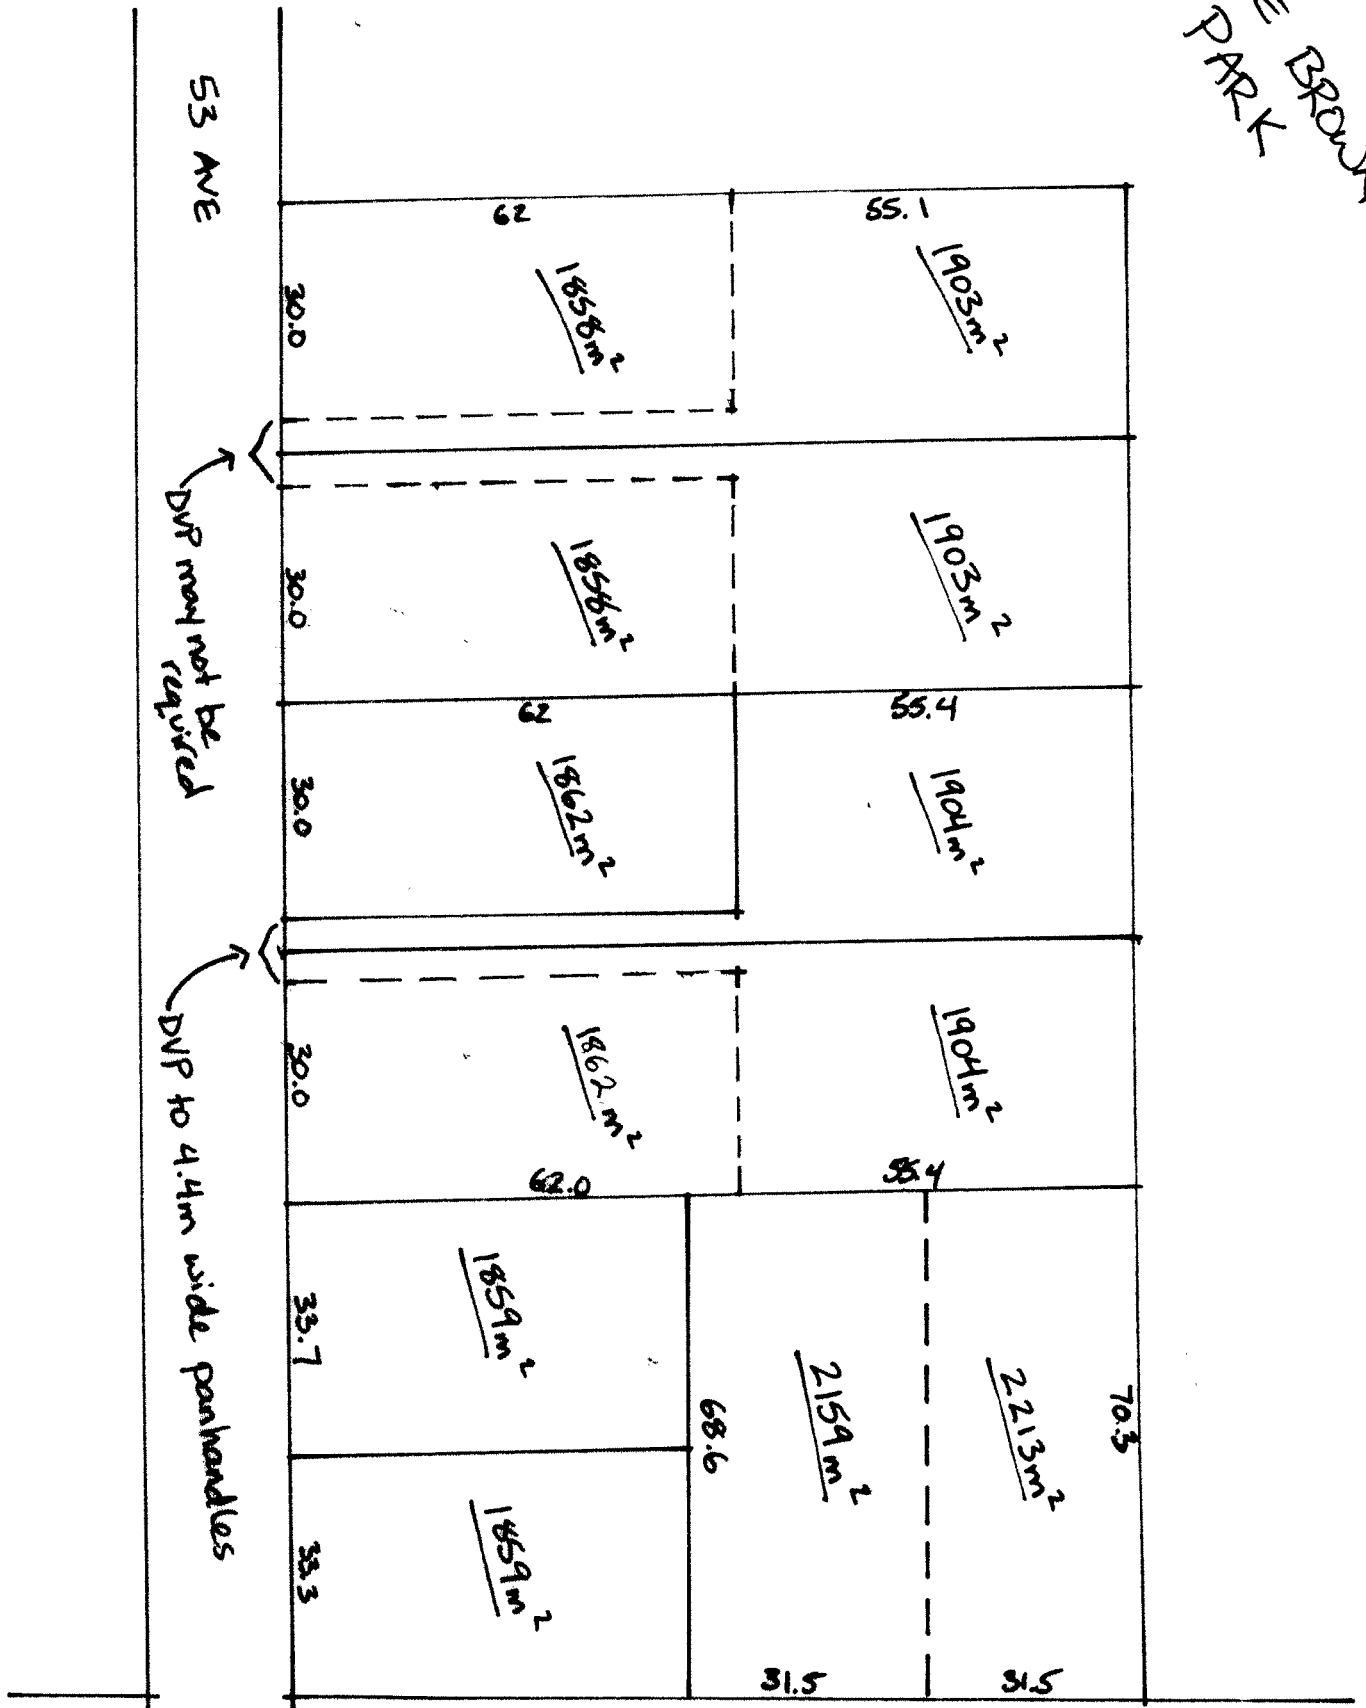 E BROWN
PARK
53 AVE
62
55.1
1858m²
1903m²
30.0
DVP may not be
required
1858m²
1903m²
30.0
62
55.4
1862m²
1904m²
30.0
DVP to 4.4m wide panhandles
1862m²
1904m²
30.0
62.0
55.4
1859m²
33.7
68.6
2159m²
2213m²
70.3
1859m²
33.3
31.5
31.5